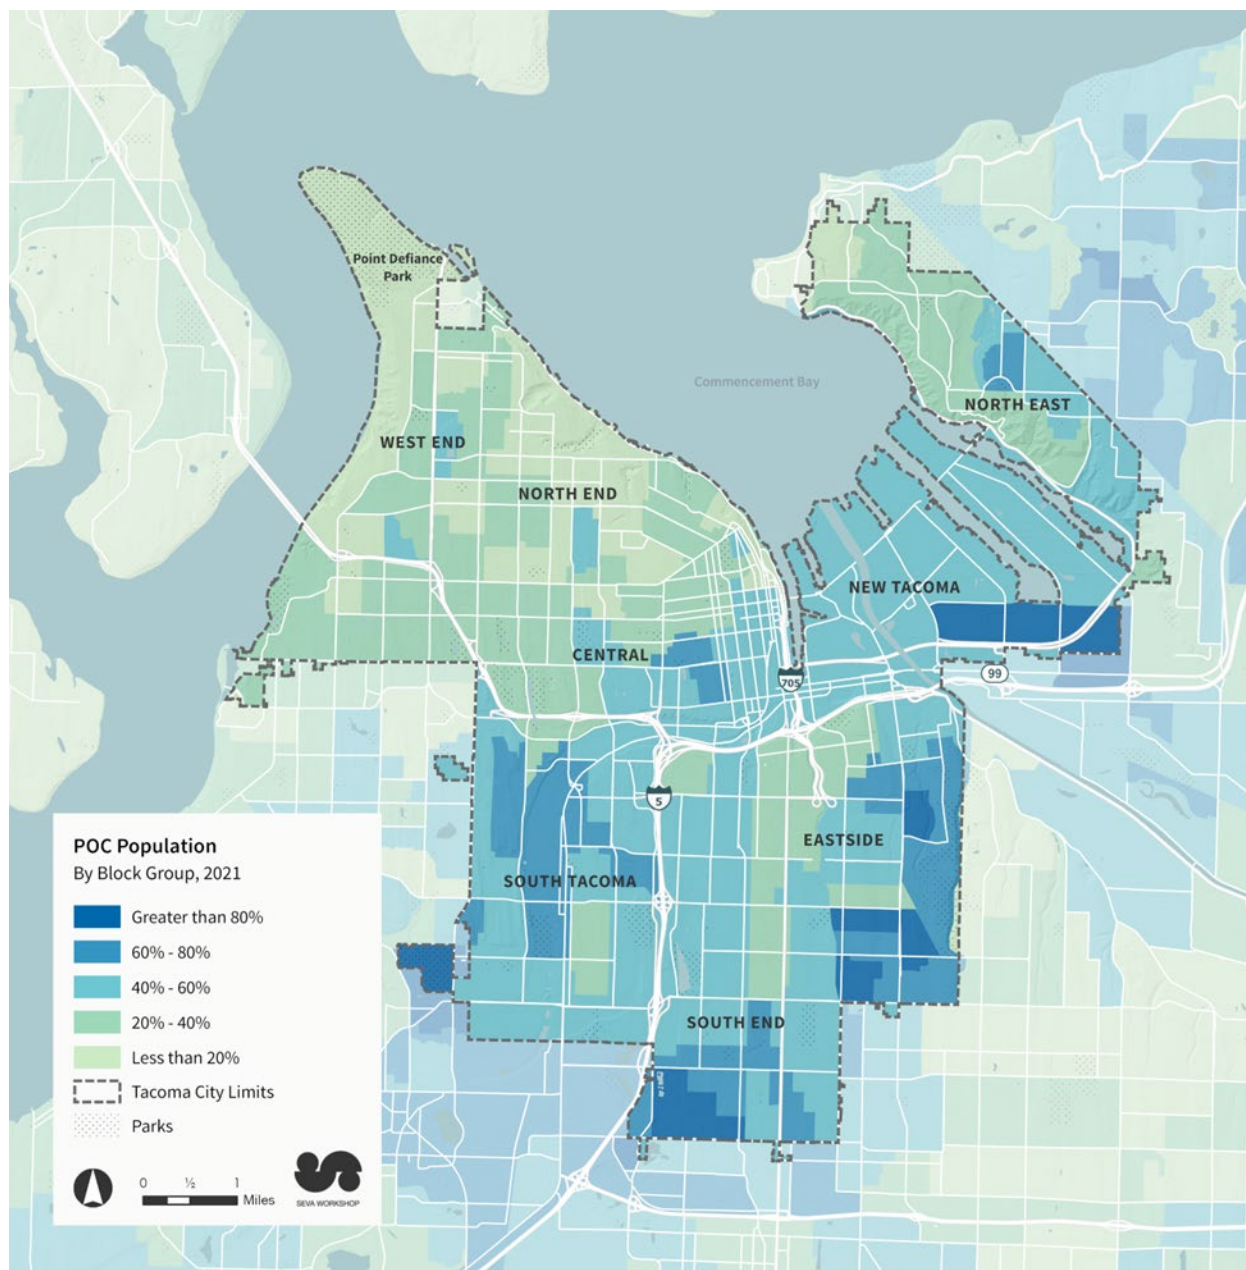 Point Defiance
Park
Commencement Bay
NORTH EAST
WEST END
NORTH END
NEW TACOMA
CENTRAL
705
99
5
EASTSIDE
SOUTH TACOMA
SOUTH END
POC Population
By Block Group, 2021
Greater than 80%
60% - 80%
40% - 60%
20% - 40%
Less than 20%
Tacoma City Limits
Parks
0 ½ 1
Miles
SEVA WORKSHOP